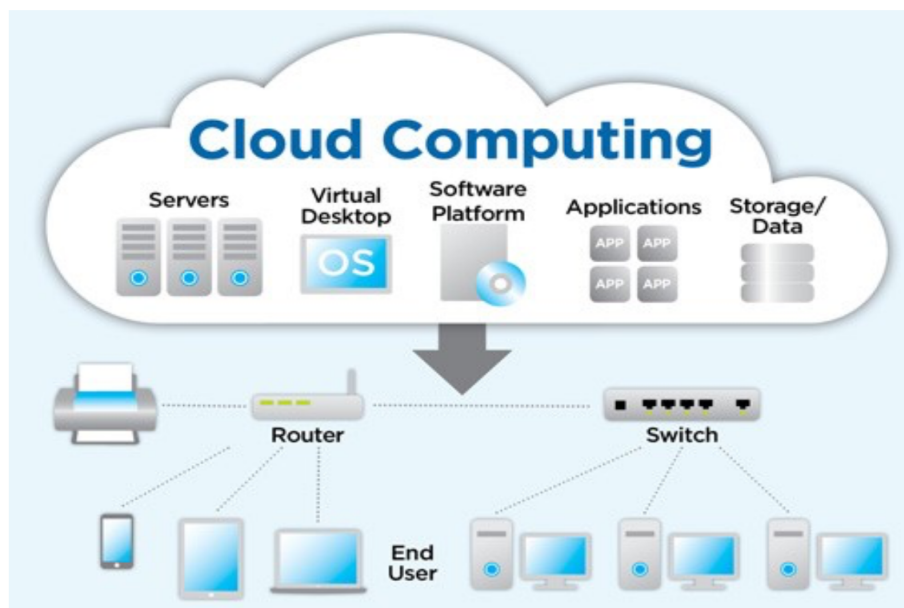 Cloud Computing
Servers
Virtual
Desktop
Software
Platform
Applications
Storage/
Data
OS
APP APP
APP APP
Router
Switch
End
User